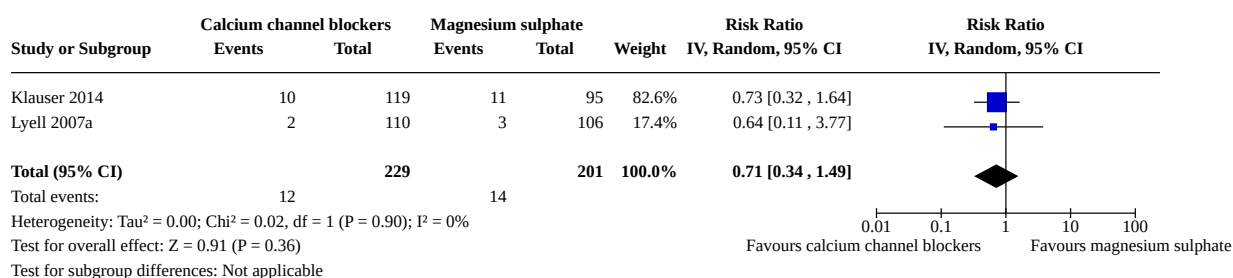 Calcium channel blockers Magnesium sulphate Risk Ratio Risk Ratio
Study or Subgroup Events Total Events Total Weight IV, Random, 95% CI IV, Random, 95% CI
Klauser 2014 10 119 11 95 82.6% 0.73 [0.32 , 1.64]
Lyell 2007a 2 110 3 106 17.4% 0.64 [0.11 , 3.77]
Total (95% CI) 229 201 100.0% 0.71 [0.34 , 1.49]
Total events: 12 14
Heterogeneity: Tau² = 0.00; Chi² = 0.02, df = 1 (P = 0.90); I² = 0% 0.01 0.1 1 10 100
Test for overall effect: Z = 0.91 (P = 0.36) Favours calcium channel blockers Favours magnesium sulphate
Test for subgroup differences: Not applicable